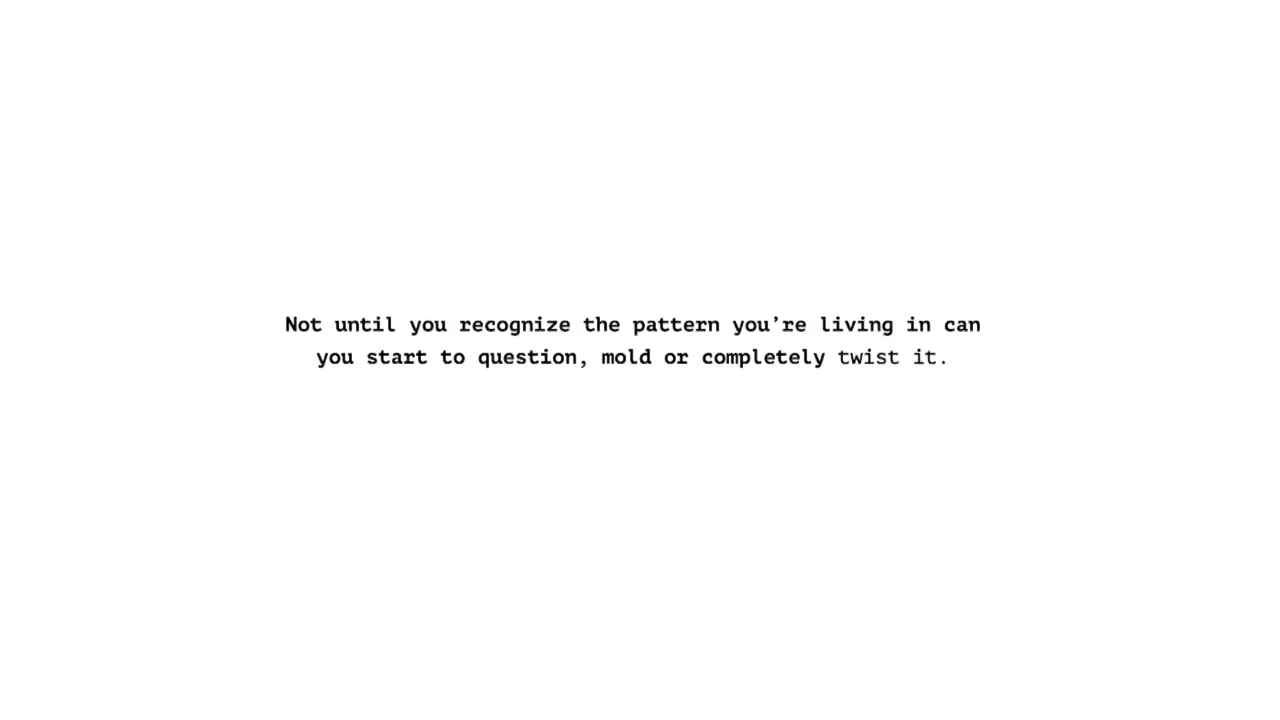 Not until you recognize the pattern you’re living in can
you start to question, mold or completely twist it.